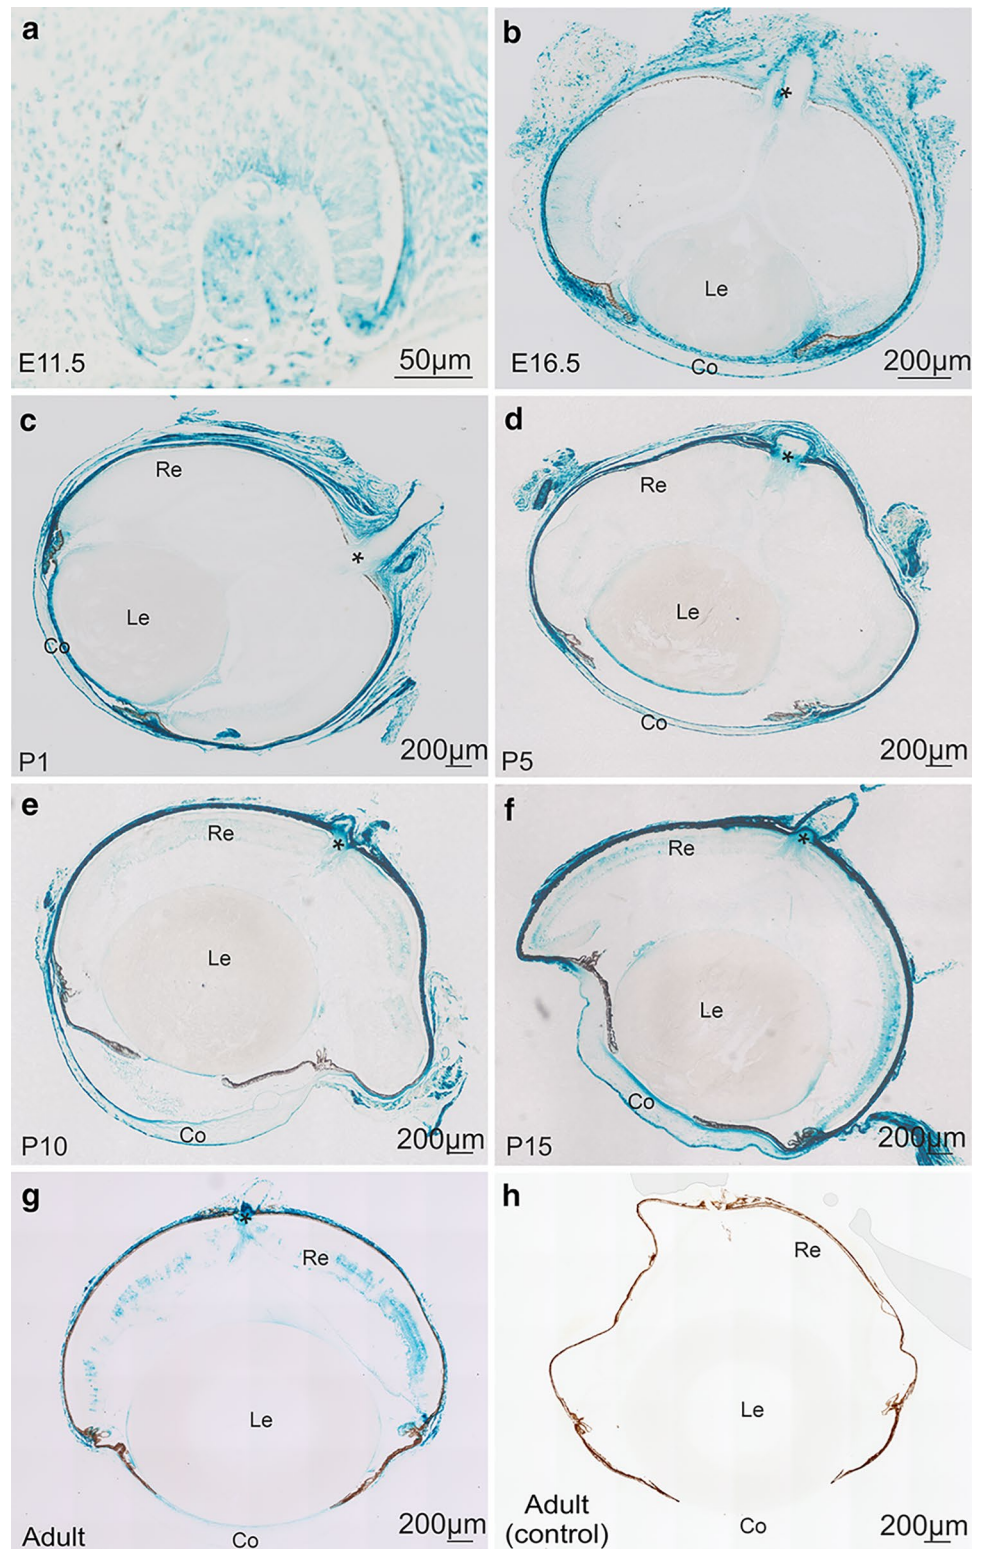 a
E11.5
50µm
b
*
Le
Co
E16.5
200µm
c
Re
*
Le
Co
P1
200µm
d
*
Re
Le
Co
P5
200µm
e
Re
*
Le
Co
P10
200µm
f
*
Re
Le
Co
P15
200µm
g
*
Re
Le
Co
Adult
200µm
h
Re
Le
Co
Adult
(control)
200µm